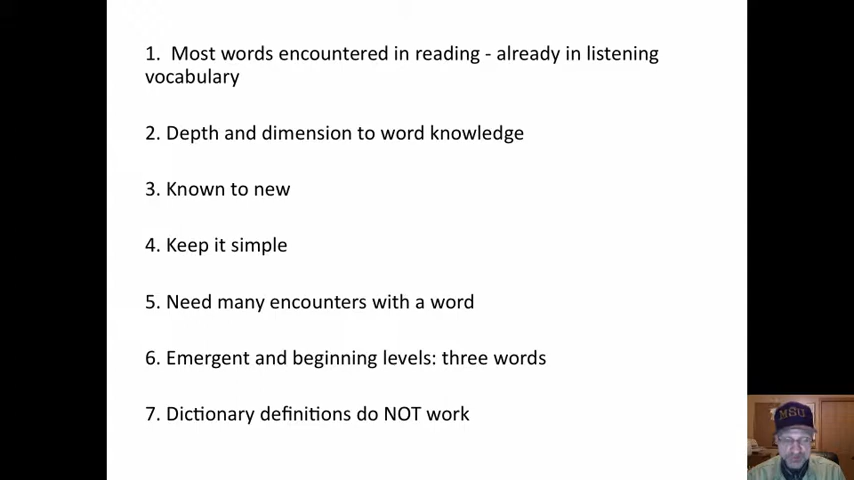 1. Most words encountered in reading - already in listening
vocabulary
2. Depth and dimension to word knowledge
3. Known to new
4. Keep it simple
5. Need many encounters with a word
6. Emergent and beginning levels: three words
7. Dictionary definitions do NOT work
MSU